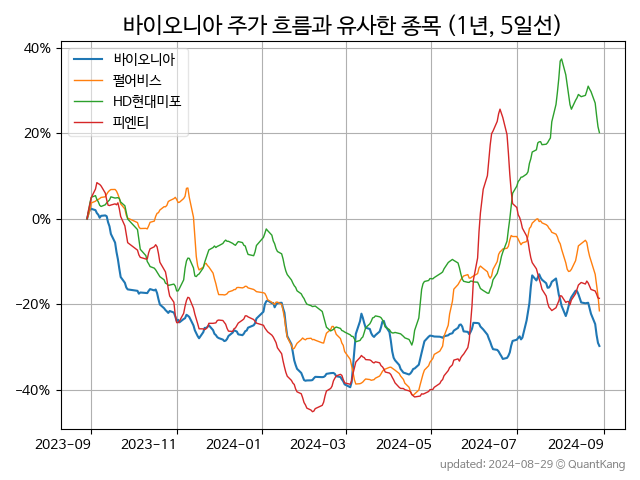 바이오니아 주가 흐름과 유사한 종목 (1년, 5일선)
40%
20%
0%
−20%
−40%
바이오니아
펄어비스
HD현대미포
피엔티
2023-09
2023-11
2024-01
2024-03
2024-05
2024-07
2024-09
updated: 2024-08-29 © QuantKang